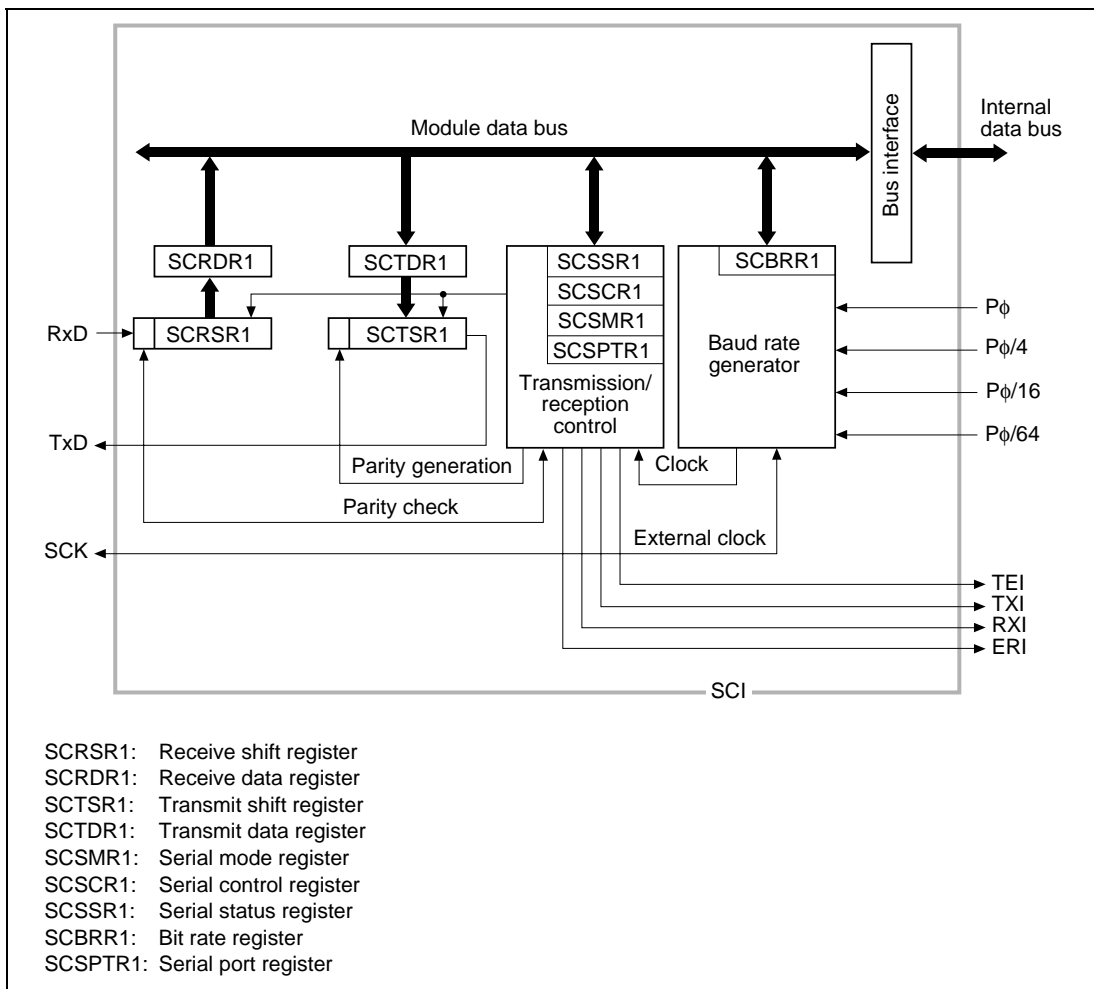 Module data bus
Bus interface
Internal
data bus
SCRDR1
SCTDR1
SCSSR1
SCSCR1
SCSMR1
SCSPTR1
Transmission/
reception
control
SCBRR1
Baud rate
generator
RxD
SCRSR1
SCTSR1
Pϕ
Pϕ/4
Pϕ/16
Pϕ/64
TxD
Parity generation
Clock
Parity check
SCK
External clock
TEI
TXI
RXI
ERI
SCI
SCRSR1: Receive shift register
SCRDR1: Receive data register
SCTSR1: Transmit shift register
SCTDR1: Transmit data register
SCSMR1: Serial mode register
SCSCR1: Serial control register
SCSSR1: Serial status register
SCBRR1: Bit rate register
SCSPTR1: Serial port register